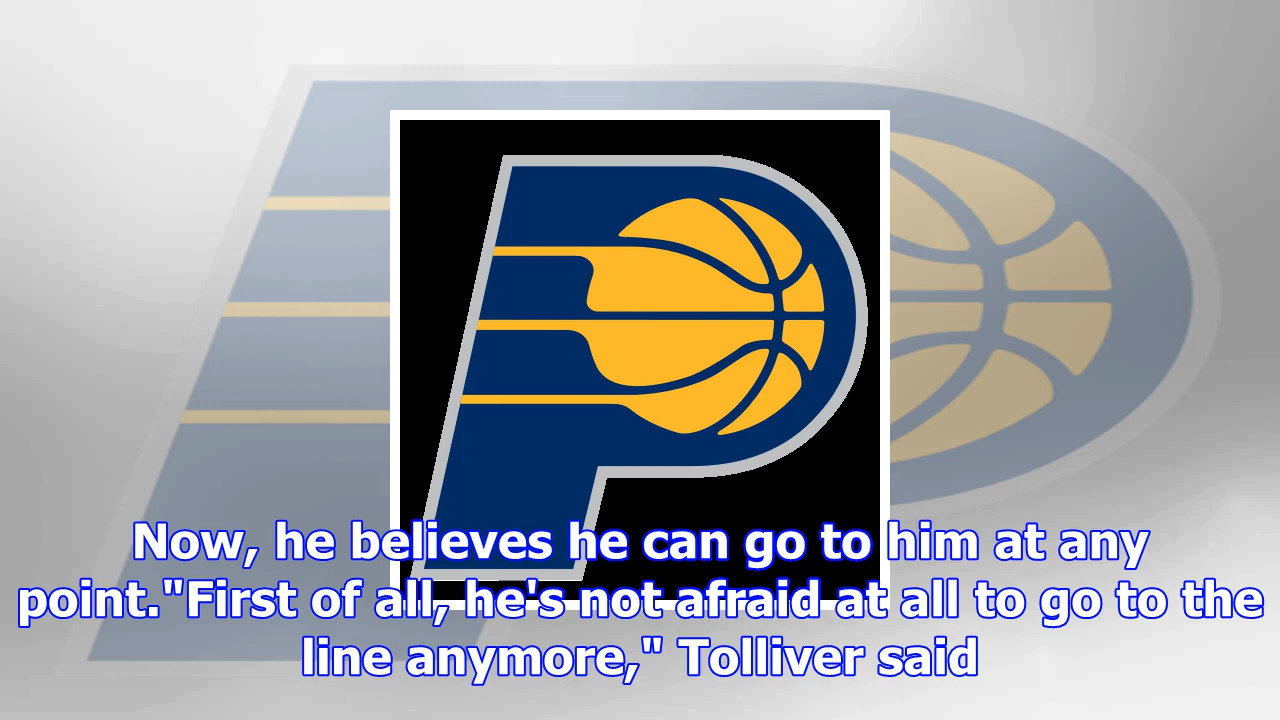 Now, he believes he can go to him at any
point."First of all, he's not afraid at all to go to the
line anymore," Tolliver said